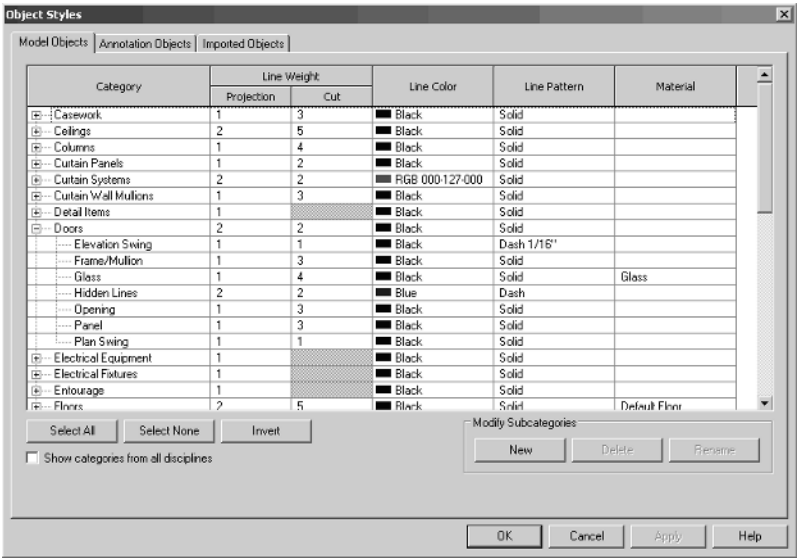 Object Styles
Model Objects Annotation Objects Imported Objects
Category Line Weight Line Color Line Pattern Material
Projection Cut
Casework 1 3 Black Solid
Ceilings 2 5 Black Solid
Columns 1 4 Black Solid
Curtain Panels 1 2 Black Solid
Curtain Systems 2 2 RGB 000-127-000 Solid
Curtain Wall Mullions 1 3 Black Solid
Detail Items 1 Black Solid
Doors 2 2 Black Solid
Elevation Swing 1 1 Black Dash 1/16"
Frame/Mullion 1 3 Black Solid
Glass 1 4 Black Solid Glass
Hidden Lines 2 2 Blue Dash
Opening 1 3 Black Solid
Panel 1 3 Black Solid
Plan Swing 1 1 Black Solid
Electrical Equipment 1 Black Solid
Electrical Fixtures 1 Black Solid
Entourage 1 Black Solid
Floors 2 5 Black Solid Default Floor
Select All Select None Invert
Modify Subcategories
New Delete Rename
Show categories from all disciplines
OK Cancel Apply Help